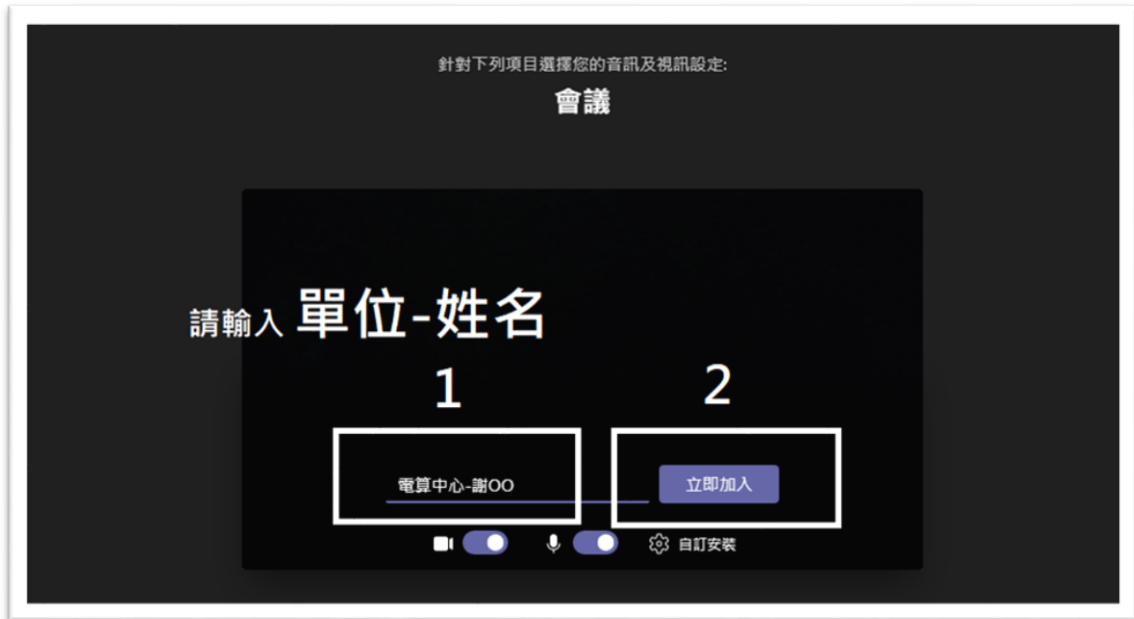 針對下列項目選擇您的音訊及視訊設定:
會議
請輸入 單位-姓名
1
2
電算中心-謝OO
立即加入
自訂安裝